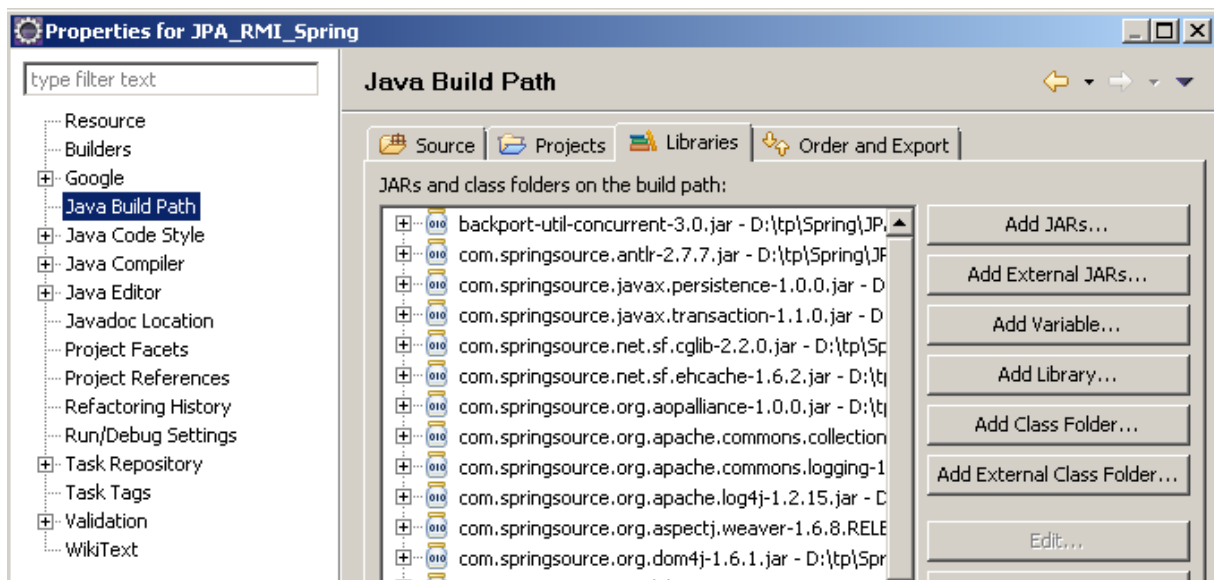 Properties for JPA_RMI_Spring
type filter text
Resource
Builders
Google
Java Build Path
Java Code Style
Java Compiler
Java Editor
Javadoc Location
Project Facets
Project References
Refactoring History
Run/Debug Settings
Task Repository
Task Tags
Validation
WikiText
Java Build Path
Source Projects Libraries Order and Export
JARs and class folders on the build path:
backport-util-concurrent-3.0.jar - D:\tp\Spring\JP
com.springsource.antlr-2.7.7.jar - D:\tp\Spring\JP
com.springsource.javax.persistence-1.0.0.jar - D
com.springsource.javax.transaction-1.1.0.jar - D
com.springsource.net.sf.cglib-2.2.0.jar - D:\tp\Sp
com.springsource.net.sf.ehcache-1.6.2.jar - D:\t
com.springsource.org.aopalliance-1.0.0.jar - D:\t
com.springsource.org.apache.commons.collection
com.springsource.org.apache.commons.logging-1
com.springsource.org.apache.log4j-1.2.15.jar - D
com.springsource.org.aspectj.weaver-1.6.8.RELE
com.springsource.org.dom4j-1.6.1.jar - D:\tp\Spr
Add JARs...
Add External JARs...
Add Variable...
Add Library...
Add Class Folder...
Add External Class Folder...
Edit...